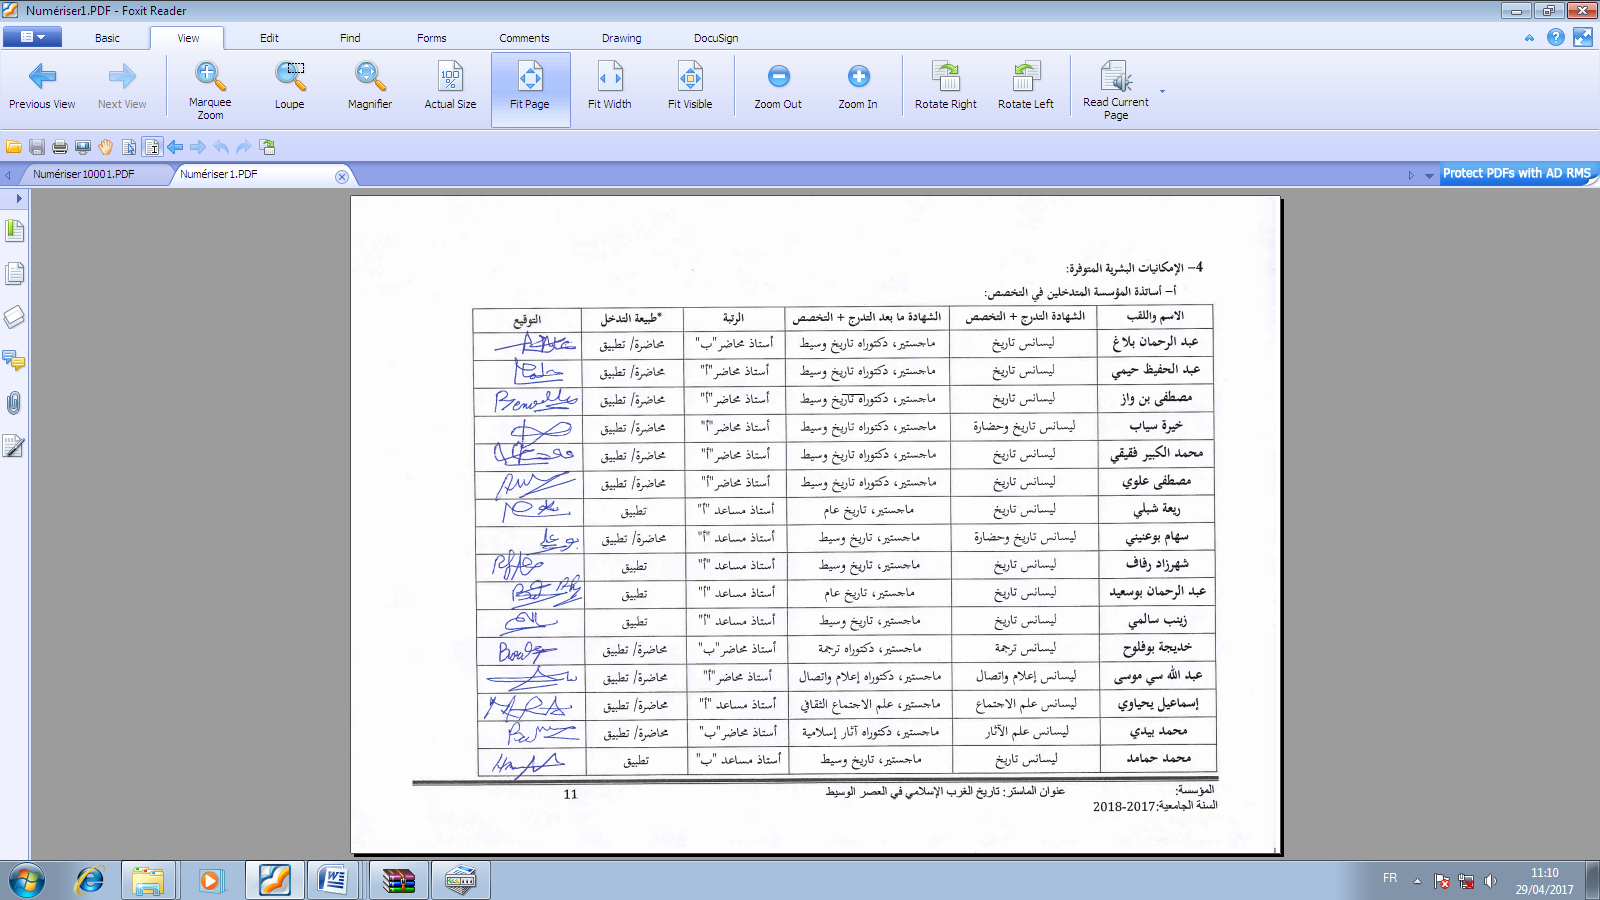 Numériser1.PDF - Foxit Reader
Basic View Edit Find Forms Comments Drawing DocuSign
Previous View Next View Marquee Zoom Loupe Magnifier Actual Size Fit Page Fit Width Fit Visible Zoom Out Zoom In Rotate Right Rotate Left Read Current Page
Numériser10001.PDF Numériser1.PDF Protect PDFs with AD RMS
4– الإمكانيات البشرية المتوفرة:
أ– أساتذة المؤسسة المتدخلين في التخصص:
الاسم واللقب الشهادة التدرج + التخصص الشهادة ما بعد التدرج + التخصص الرتبة *طبيعة التدخل التوقيع
عبد الرحمان بلاغ ليسانس تاريخ ماجستير، دكتوراه تاريخ وسيط أستاذ محاضر"ب" محاضرة/ تطبيق
عبد الحفيظ حيمي ليسانس تاريخ ماجستير، دكتوراه تاريخ وسيط أستاذ محاضر"أ" محاضرة/ تطبيق
مصطفى بن واز ليسانس تاريخ ماجستير، دكتوراه تاريخ وسيط أستاذ محاضر"أ" محاضرة/ تطبيق
خيرة سياب ليسانس تاريخ وحضارة ماجستير، دكتوراه تاريخ وسيط أستاذ محاضر"أ" محاضرة/ تطبيق
محمد الكبير فقيقي ليسانس تاريخ ماجستير، دكتوراه تاريخ وسيط أستاذ محاضر"أ" محاضرة/ تطبيق
مصطفى علوي ليسانس تاريخ ماجستير، دكتوراه تاريخ وسيط أستاذ محاضر"أ" محاضرة/ تطبيق
ربعة شبلي ليسانس تاريخ ماجستير، تاريخ عام أستاذ مساعد "أ" تطبيق
سهام بوعنيني ليسانس تاريخ وحضارة ماجستير، تاريخ وسيط أستاذ مساعد "أ" محاضرة/ تطبيق
شهرزاد رفاف ليسانس تاريخ ماجستير، تاريخ وسيط أستاذ مساعد "أ" تطبيق
عبد الرحمان بوسعيد ليسانس تاريخ ماجستير، تاريخ عام أستاذ مساعد "أ" تطبيق
زينب سالمي ليسانس تاريخ ماجستير، تاريخ وسيط أستاذ مساعد "أ" تطبيق
خديجة بوفلوح ليسانس ترجمة ماجستير، دكتوراه ترجمة أستاذ محاضر"ب" محاضرة/ تطبيق
عبد الله سي موسى ليسانس إعلام واتصال ماجستير، دكتوراه إعلام واتصال أستاذ محاضر"أ" محاضرة/ تطبيق
إسماعيل يحياوي ليسانس علم الاجتماع ماجستير، علم الاجتماع الثقافي أستاذ مساعد "أ" محاضرة/ تطبيق
محمد بيدي ليسانس علم الآثار ماجستير، دكتوراه آثار إسلامية أستاذ محاضر"ب" محاضرة/ تطبيق
محمد حمامد ليسانس تاريخ ماجستير، تاريخ وسيط أستاذ مساعد "ب" تطبيق
المؤسسة: عنوان الماستر: تاريخ الغرب الإسلامي في العصر الوسيط 11
السنة الجامعية:2017-2018
FR 11:10
29/04/2017